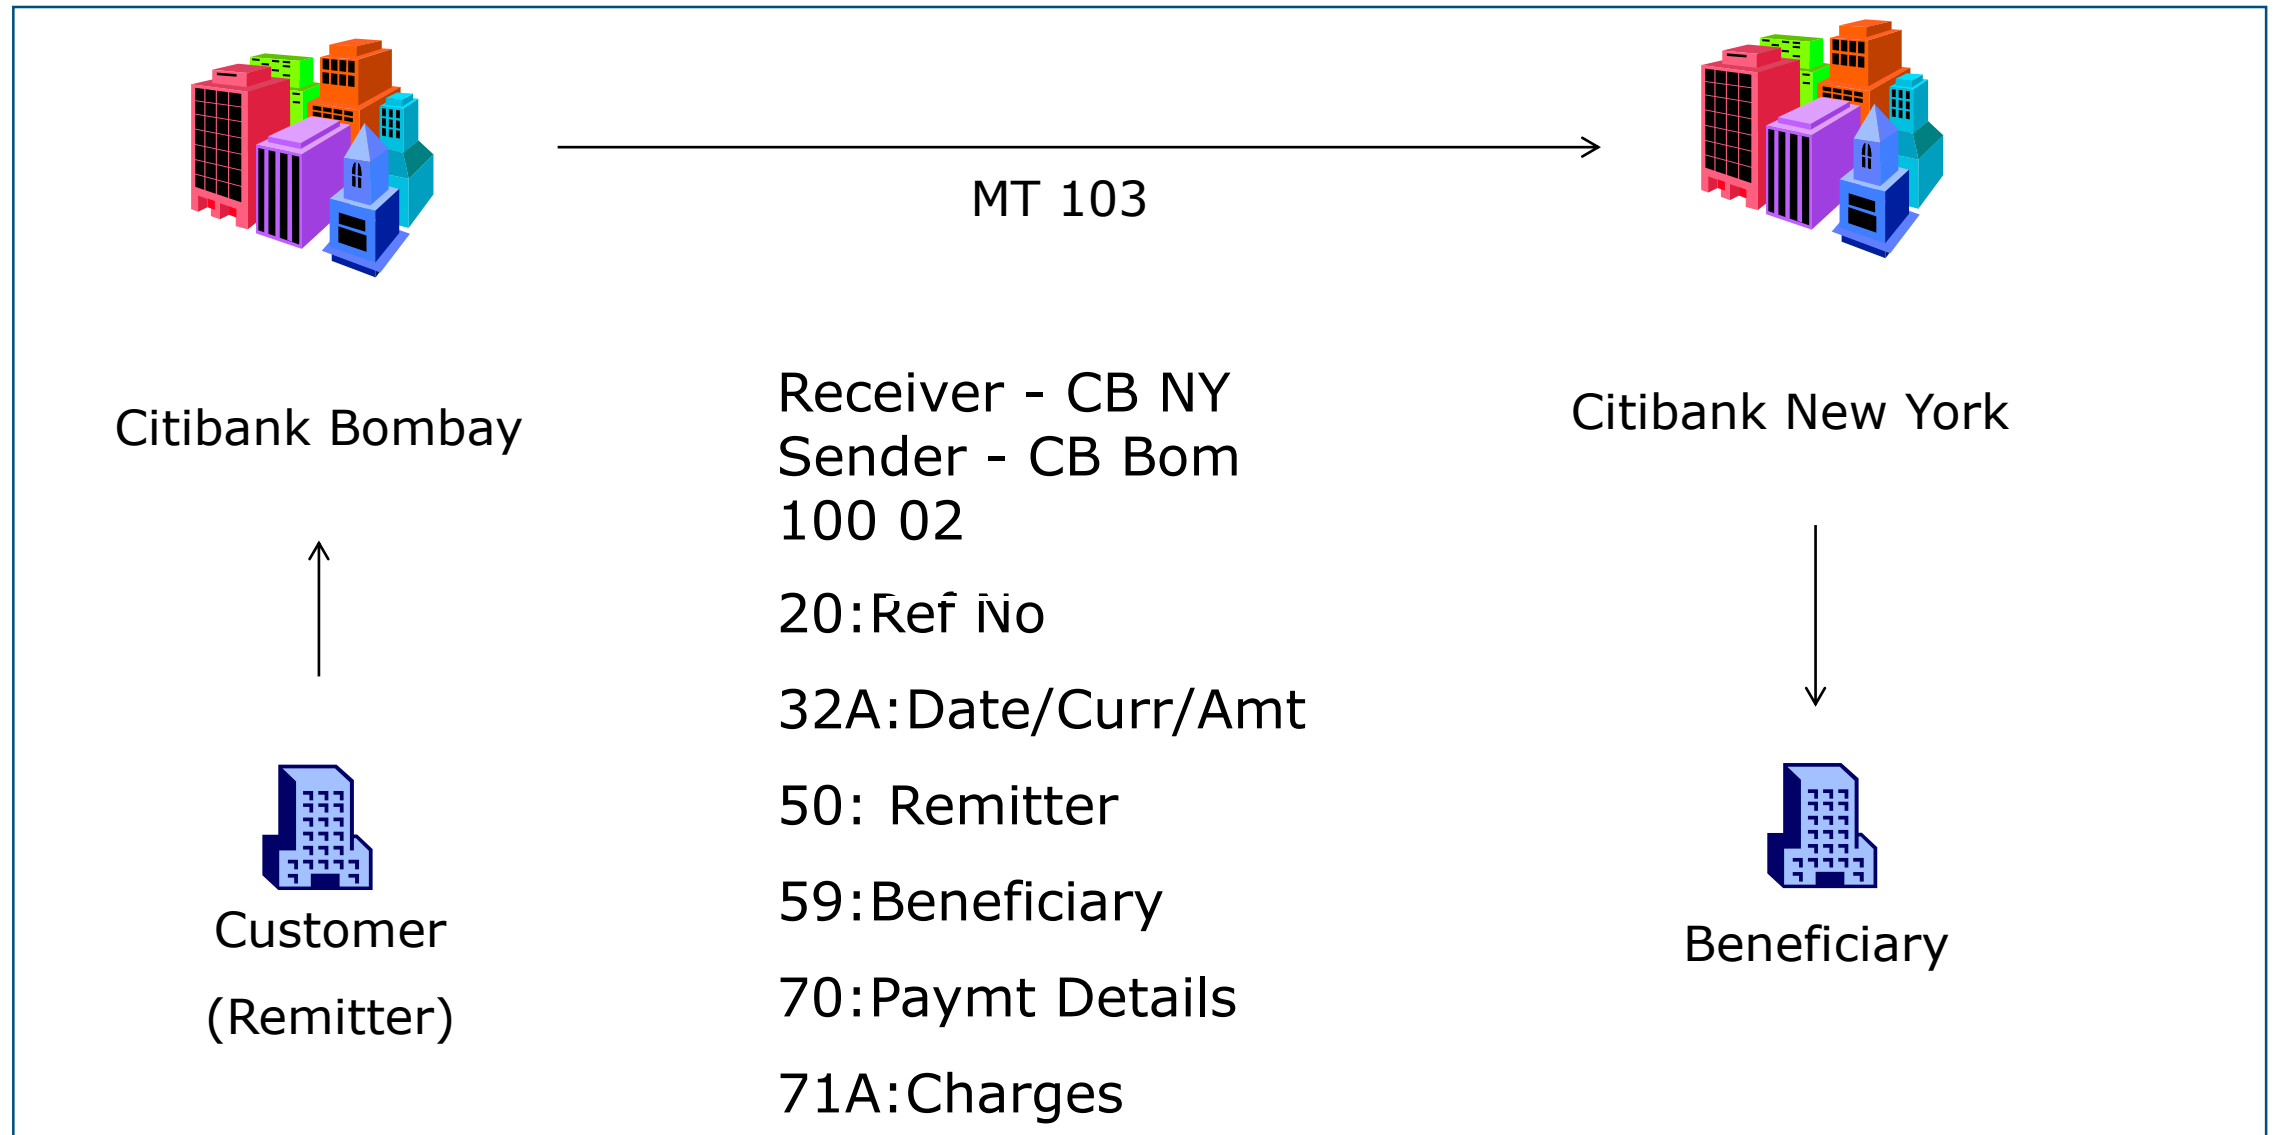 MT 103
Citibank Bombay
Receiver - CB NY
Sender - CB Bom
100 02
20:Ref No
32A:Date/Curr/Amt
50: Remitter
59:Beneficiary
70:Paymt Details
71A:Charges
Citibank New York
Customer
(Remitter)
Beneficiary